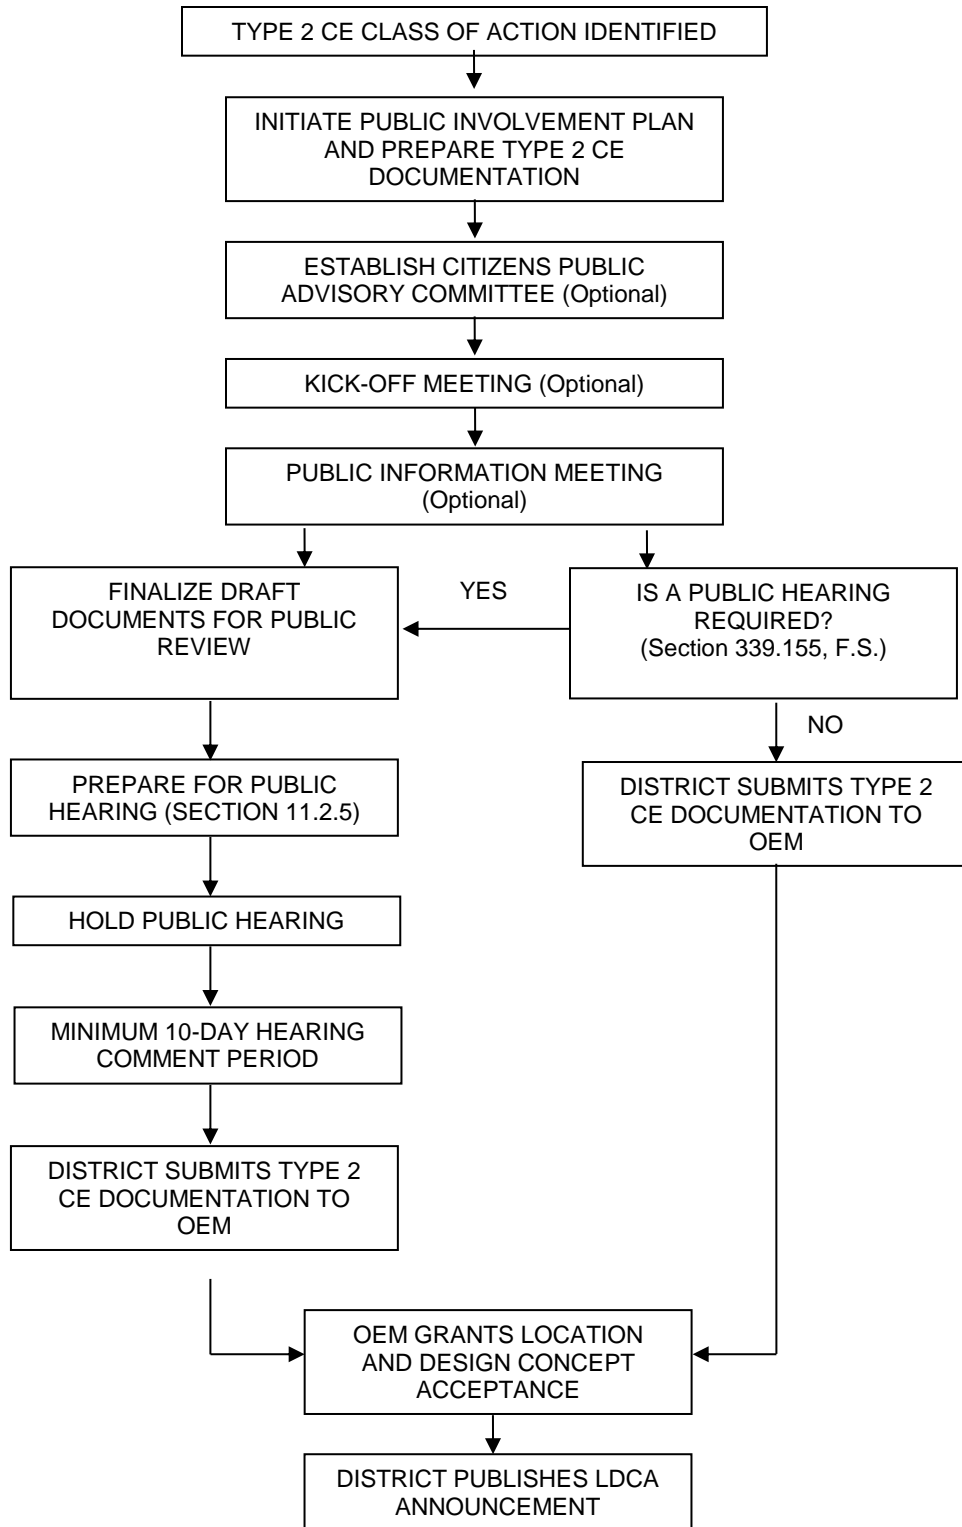 TYPE 2 CE CLASS OF ACTION IDENTIFIED
INITIATE PUBLIC INVOLVEMENT PLAN
AND PREPARE TYPE 2 CE
DOCUMENTATION
ESTABLISH CITIZENS PUBLIC
ADVISORY COMMITTEE (Optional)
KICK-OFF MEETING (Optional)
PUBLIC INFORMATION MEETING
(Optional)
FINALIZE DRAFT
DOCUMENTS FOR PUBLIC
REVIEW
YES
IS A PUBLIC HEARING
REQUIRED?
(Section 339.155, F.S.)
NO
PREPARE FOR PUBLIC
HEARING (SECTION 11.2.5)
DISTRICT SUBMITS TYPE 2
CE DOCUMENTATION TO
OEM
HOLD PUBLIC HEARING
MINIMUM 10-DAY HEARING
COMMENT PERIOD
DISTRICT SUBMITS TYPE 2
CE DOCUMENTATION TO
OEM
OEM GRANTS LOCATION
AND DESIGN CONCEPT
ACCEPTANCE
DISTRICT PUBLISHES LDCA
ANNOUNCEMENT